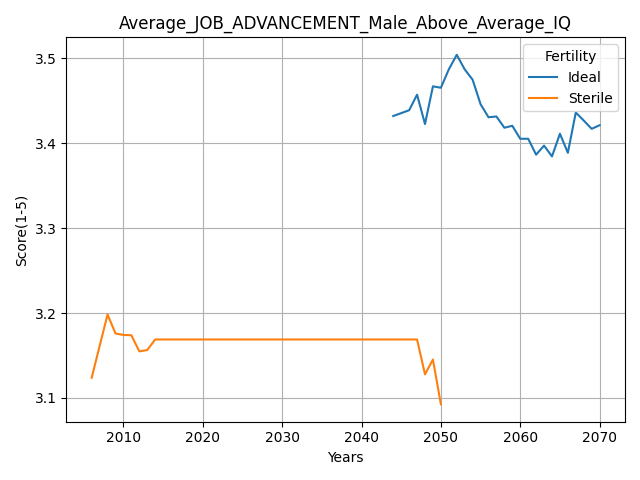 Average_JOB_ADVANCEMENT_Male_Above_Average_IQ
Fertility
Ideal
Sterile
Score(1-5)
3.5
3.4
3.3
3.2
3.1
2010 2020 2030 2040 2050 2060 2070
Years